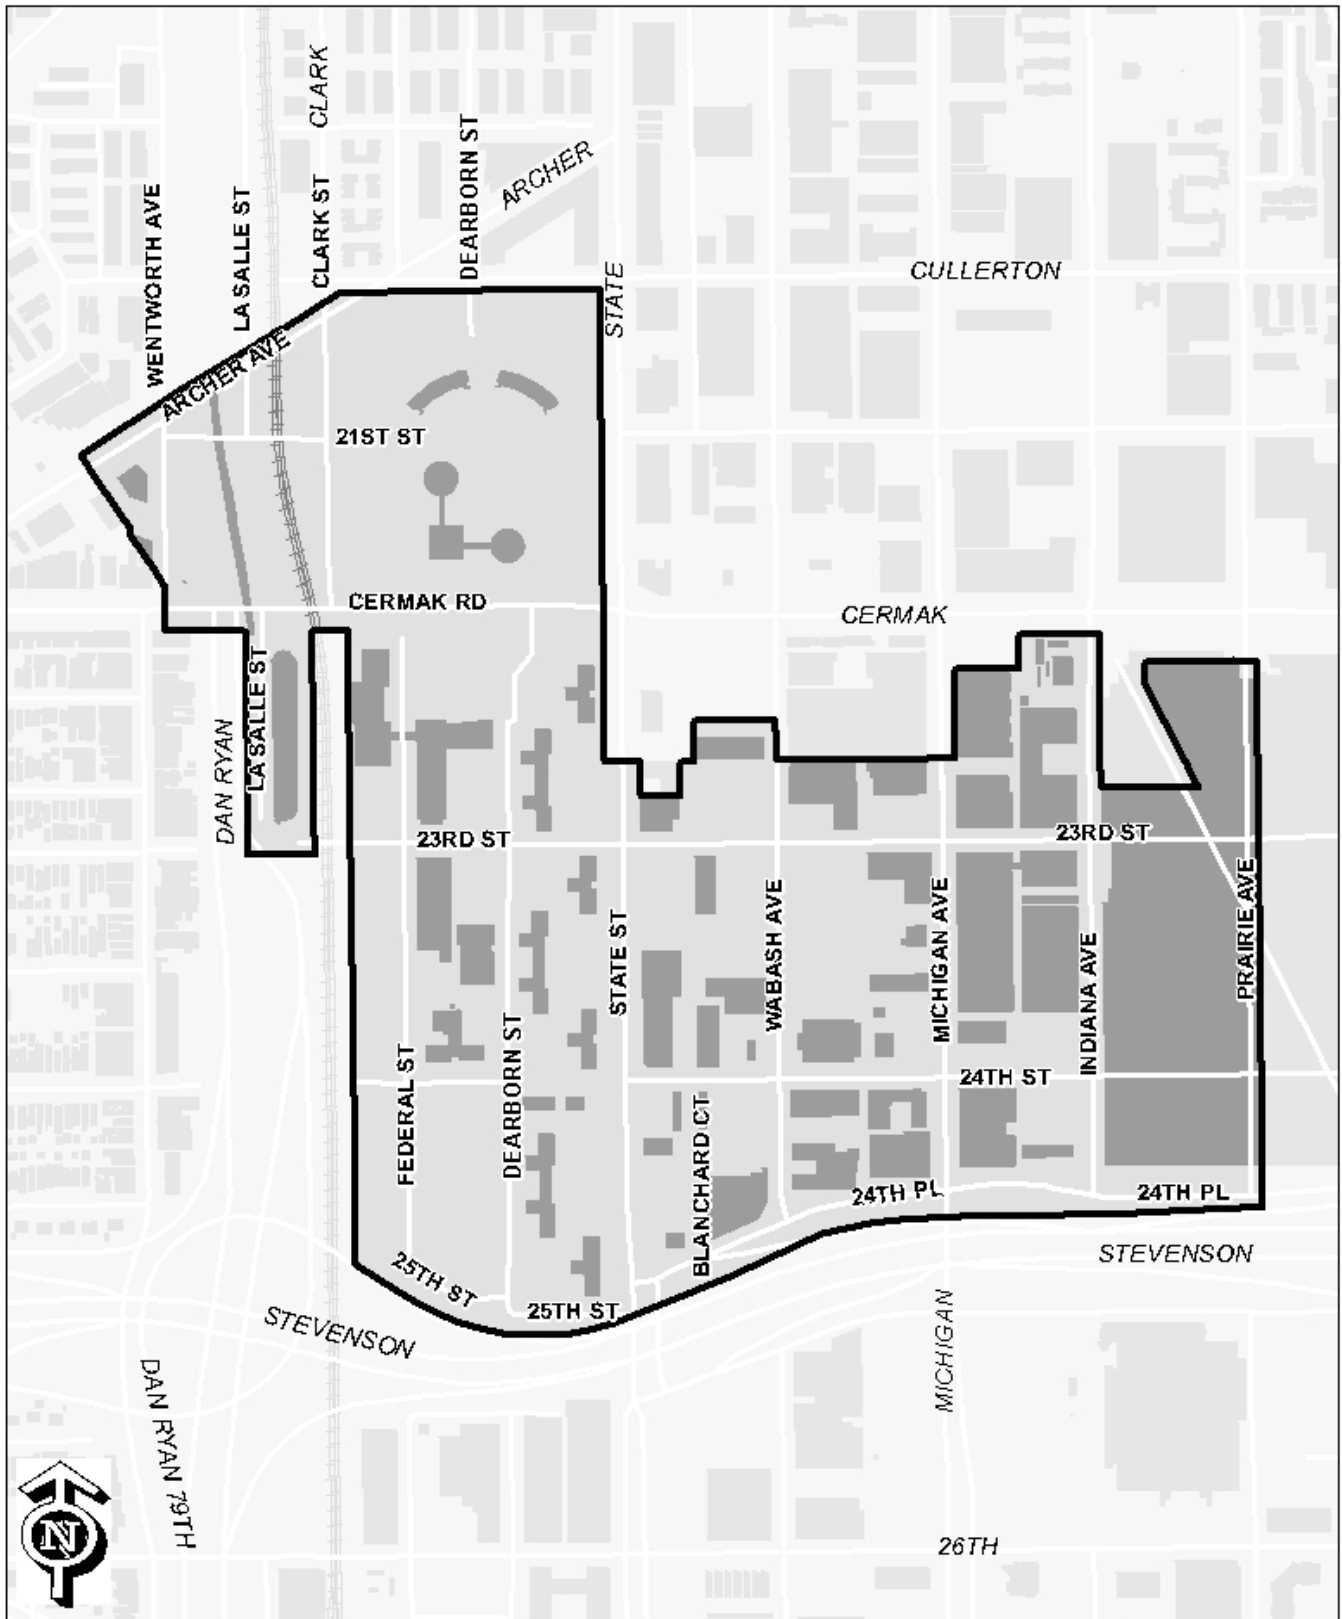 CLARK
DEARBORN ST
ARCHER
WENTWORTH AVE
LA SALLE ST
CLARK ST
CULLERTON
STATE
ARCHER AVE
21ST ST
CERMAK RD
CERMAK
LA SALLE ST
DAN RYAN
23RD ST
23RD ST
PRAIRIE AVE
WABASH AVE
MICHIGAN AVE
STATE ST
INDIANA AVE
DEARBORN ST
FEDERAL ST
24TH ST
BLANCHARD CT
24TH PL
24TH PL
STEVENSON
25TH ST
25TH ST
STEVENSON
MICHIGAN
DAN RYAN 79TH
N
26TH